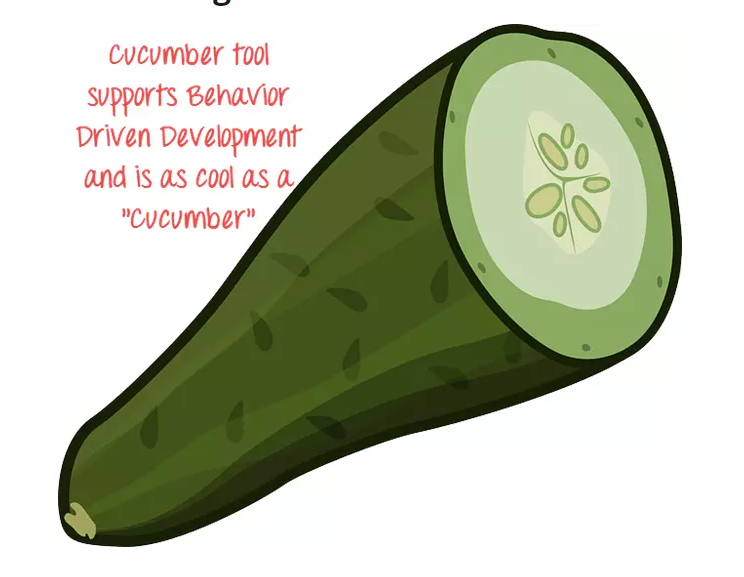 Cucumber tool
supports Behavior
Driven Development
and is as cool as a
"Cucumber"